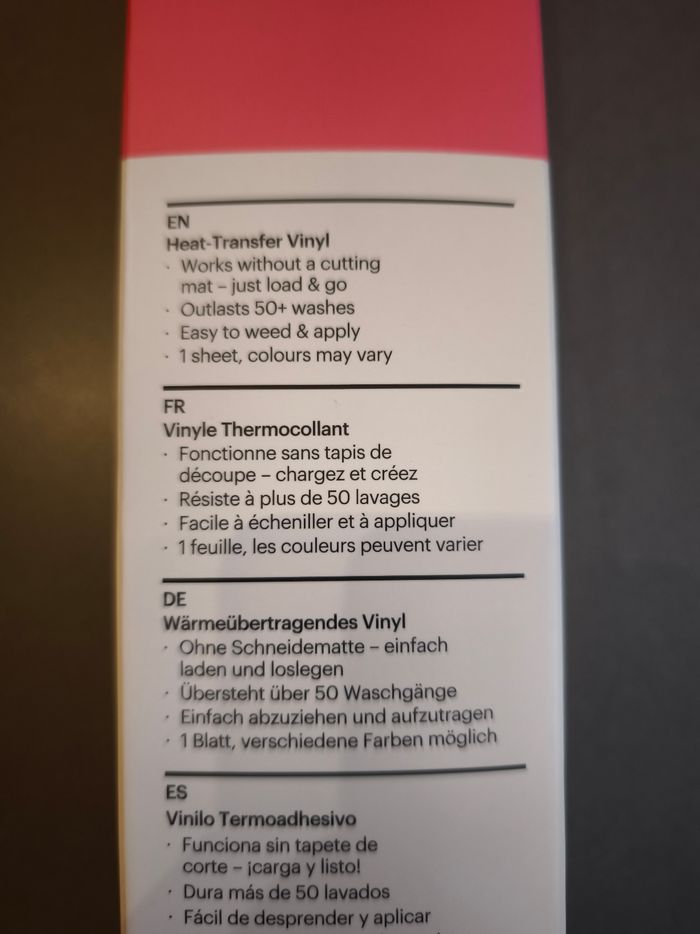 EN
Heat-Transfer Vinyl
· Works without a cutting
mat – just load & go
· Outlasts 50+ washes
· Easy to weed & apply
· 1 sheet, colours may vary
FR
Vinyle Thermocollant
· Fonctionne sans tapis de
découpe – chargez et créez
· Résiste à plus de 50 lavages
· Facile à écheniller et à appliquer
· 1 feuille, les couleurs peuvent varier
DE
Wärmeübertragendes Vinyl
· Ohne Schneidematte – einfach
laden und loslegen
· Übersteht über 50 Waschgänge
· Einfach abzuziehen und aufzutragen
· 1 Blatt, verschiedene Farben möglich
ES
Vinilo Termoadhesivo
· Funciona sin tapete de
corte – ¡carga y listo!
· Dura más de 50 lavados
· Fácil de desprender y aplicar